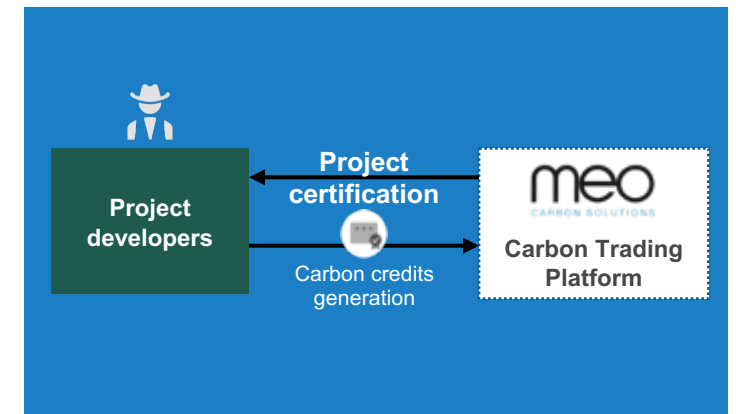 Project
certification
Project
developers
Carbon credits
generation
meo
CARBON SOLUTIONS
Carbon Trading
Platform